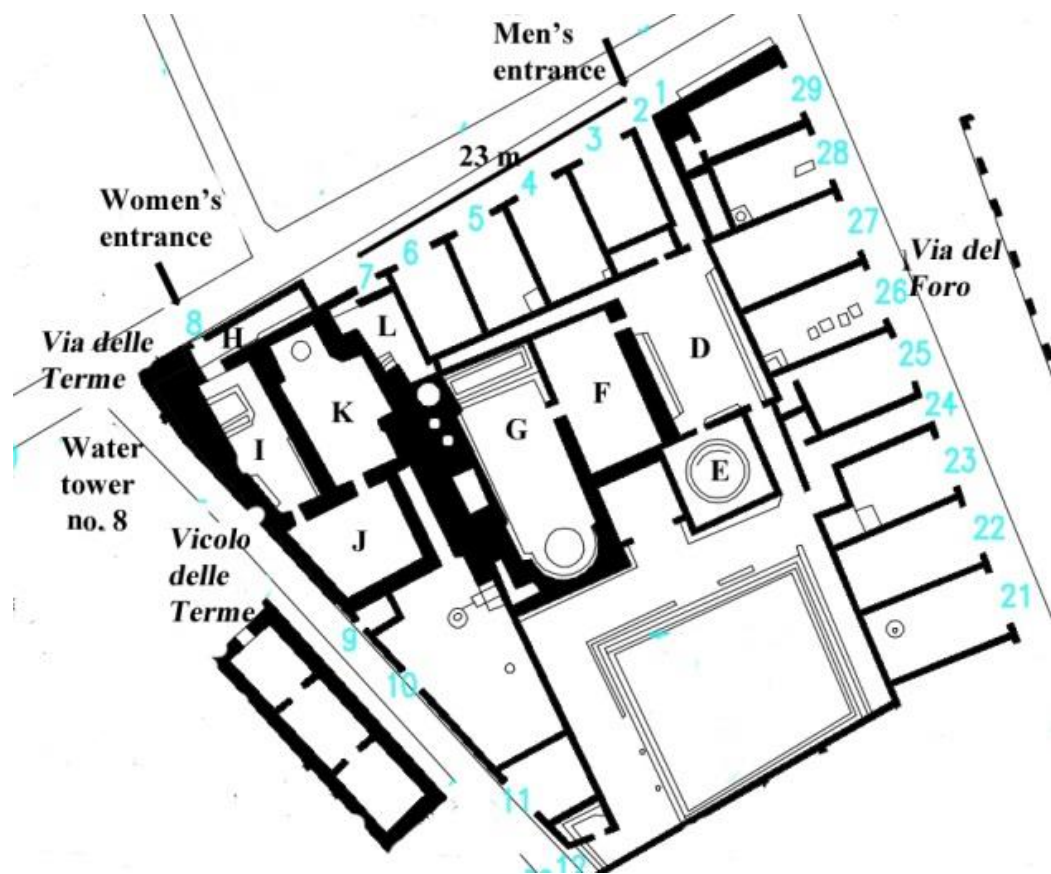 Men's
entrance
1
29
2
3
28
23 m
4
Women's
entrance
5
27
6
Via del
Foro
7
26
8
H
L
D
25
Via delle
Terme
F
24
K
G
Water
tower
no. 8
I
E
23
J
22
Vicolo
delle
Terme
21
9
10
11
12